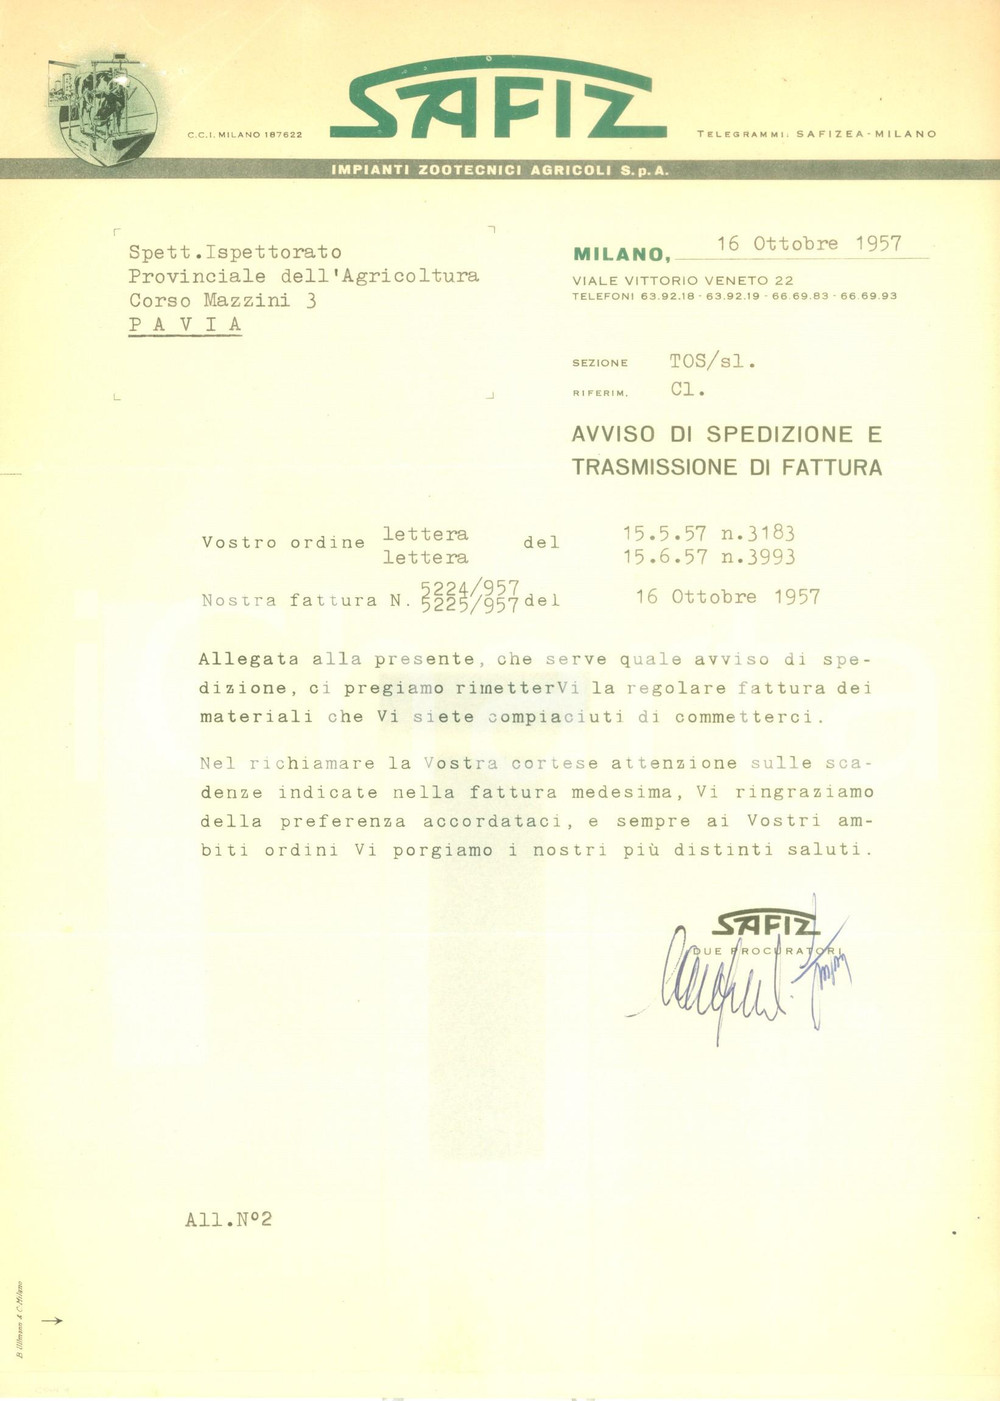 SAFIZ
C.C.I. MILANO 187622
TELEGRAMMI: SAFIZEA - MILANO
IMPIANTI ZOOTECNICI AGRICOLI S.p.A.
Spett.Ispettorato
Provinciale dell'Agricoltura
Corso Mazzini 3
P A V I A
MILANO, 16 Ottobre 1957
VIALE VITTORIO VENETO 22
TELEFONI 63.92.18 - 63.92.19 - 66.69.83 - 66.69.93
SEZIONE TOS/sl.
RIFERIM. Cl.
AVVISO DI SPEDIZIONE E
TRASMISSIONE DI FATTURA
Vostro ordine lettera del 15.5.57 n.3183
lettera 15.6.57 n.3993
Nostra fattura N. 5224/957 del 16 Ottobre 1957
5225/957
Allegata alla presente, che serve quale avviso di spe-
dizione, ci pregiamo rimetterVi la regolare fattura dei
materiali che Vi siete compiaciuti di commetterci.
Nel richiamare la Vostra cortese attenzione sulle sca-
denze indicate nella fattura medesima, Vi ringraziamo
della preferenza accordataci, e sempre ai Vostri am-
biti ordini Vi porgiamo i nostri più distinti saluti.
SAFIZ
DUE PROCURATORI
All.N°2